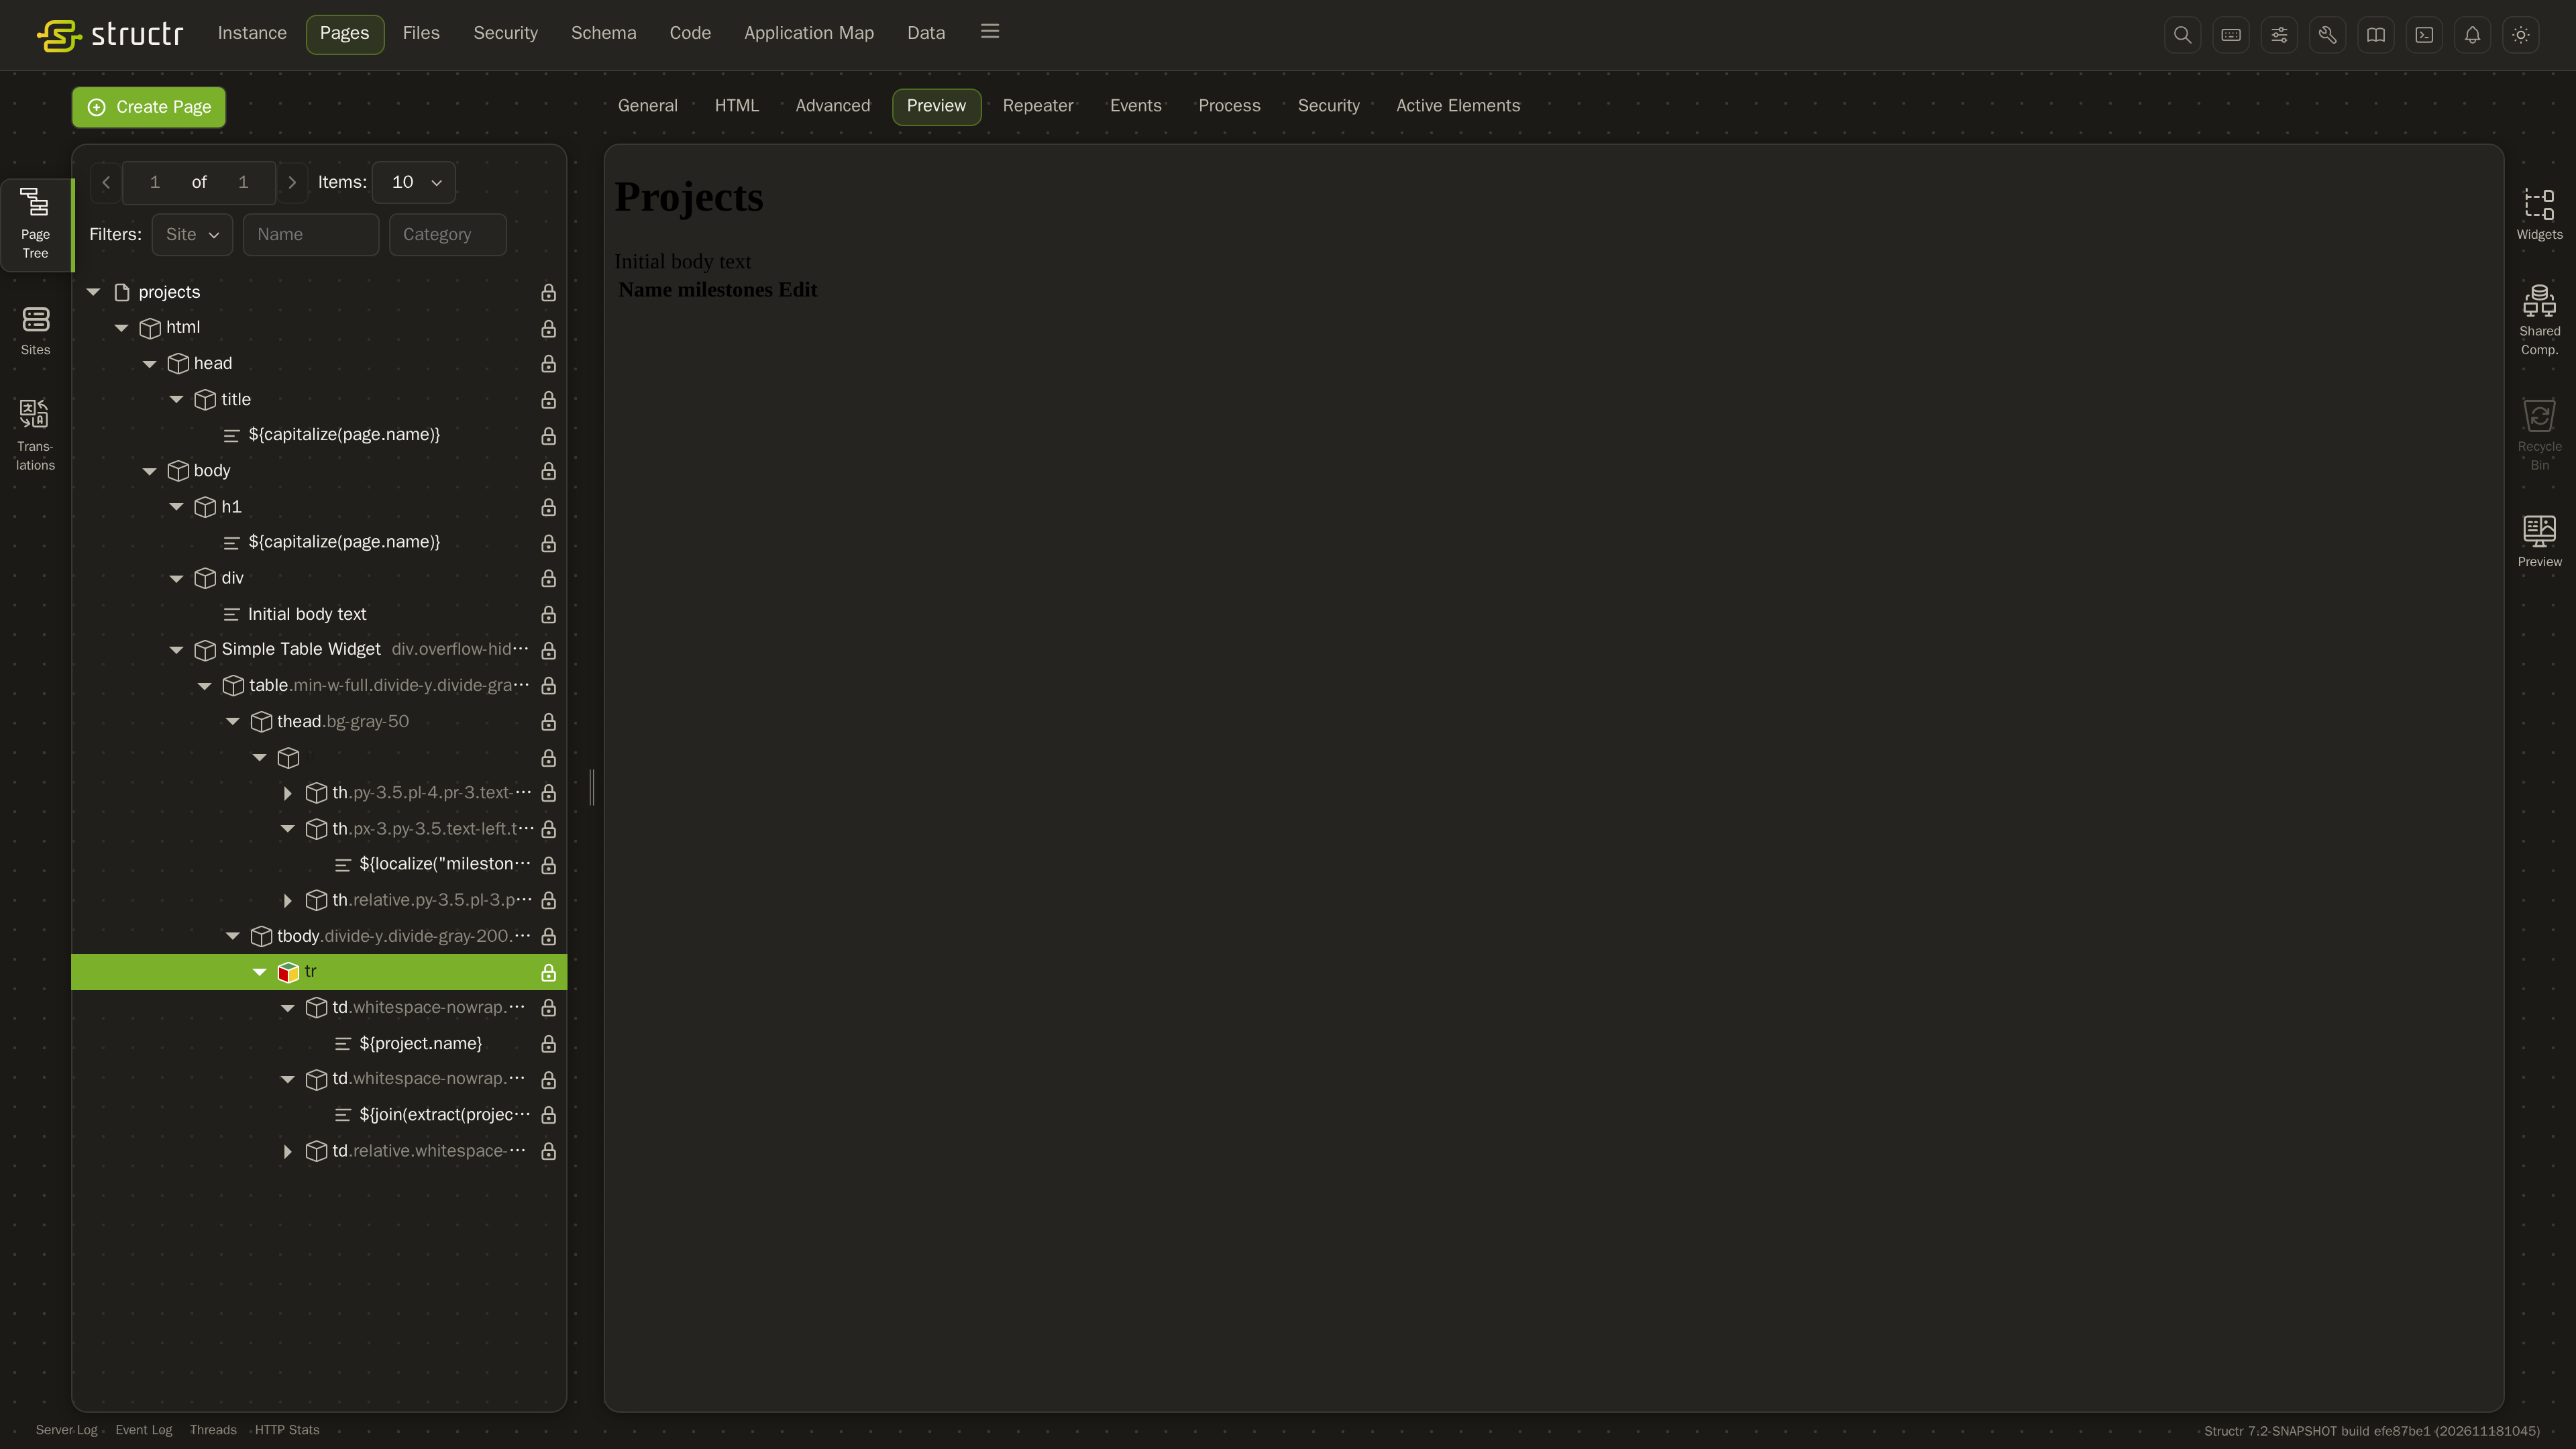 structr Instance Pages Files Security Schema Code Application Map Data
Create Page
General HTML Advanced Preview Repeater Events Process Security Active Elements
1 of 1 Items: 10
Filters: Site Name Category
Page
Tree
Sites
Trans-
lations
projects
html
head
title
${capitalize(page.name)}
body
h1
${capitalize(page.name)}
div
Initial body text
Simple Table Widget div.overflow-hid···
table.min-w-full.divide-y.divide-gra···
thead.bg-gray-50
th.py-3.5.pl-4.pr-3.text-···
th.px-3.py-3.5.text-left.t···
${localize("mileston···
th.relative.py-3.5.pl-3.p···
tbody.divide-y.divide-gray-200.···
tr
td.whitespace-nowrap.···
${project.name}
td.whitespace-nowrap.···
${join(extract(projec···
td.relative.whitespace-···
Projects
Initial body text
Name milestones Edit
Widgets
Shared
Comp.
Recycle
Bin
Preview
Server Log Event Log Threads HTTP Stats
Structr 7.2-SNAPSHOT build efe87be1 (202611181045)